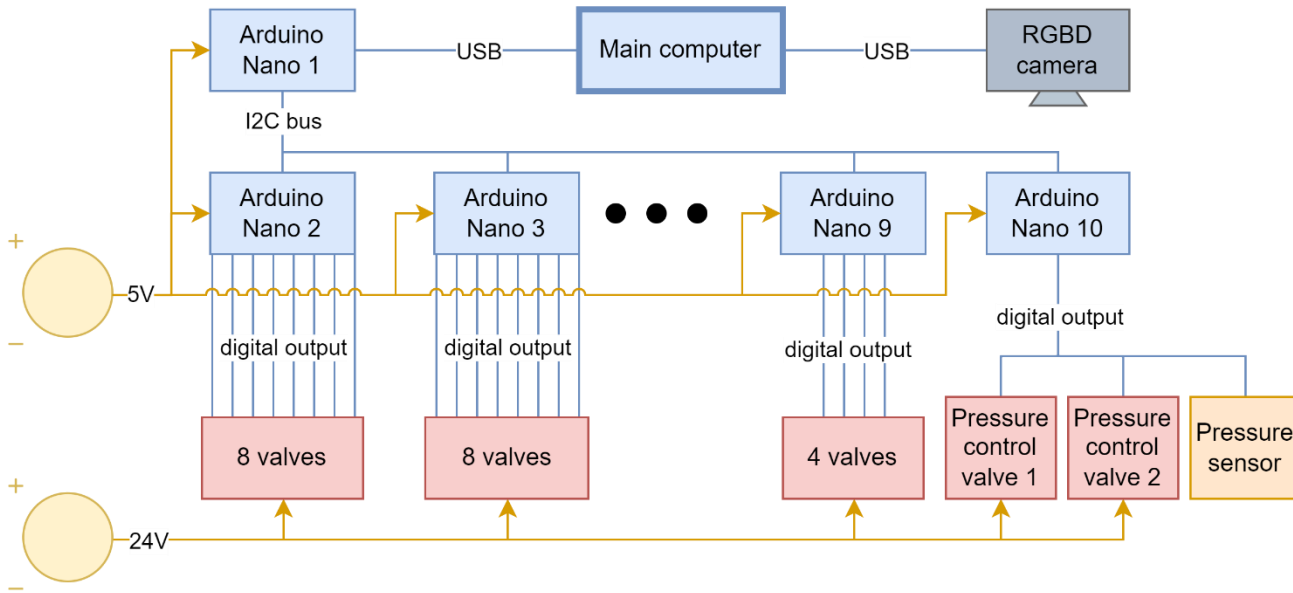 Arduino
Nano 1
USB
Main computer
USB
RGBD
camera
I2C bus
Arduino
Nano 2
Arduino
Nano 3
Arduino
Nano 9
Arduino
Nano 10
+
5V
−
digital output
digital output
digital output
digital output
8 valves
8 valves
4 valves
Pressure
control
valve 1
Pressure
control
valve 2
Pressure
sensor
+
24V
−